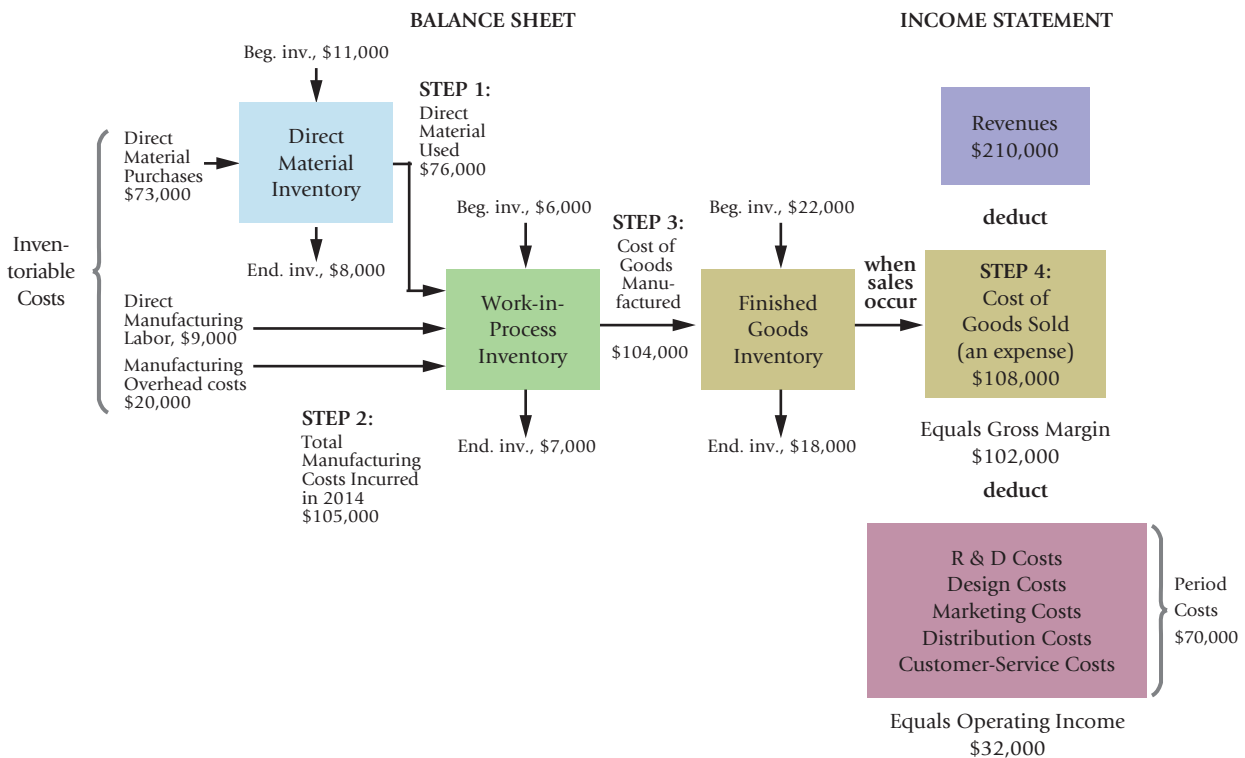 BALANCE SHEET
INCOME STATEMENT
Beg. inv., $11,000
STEP 1:
Direct
Material
Used
$76,000
Direct
Material
Purchases
$73,000
Direct
Material
Inventory
End. inv., $8,000
Inven-
toriable
Costs
Direct
Manufacturing
Labor, $9,000
Manufacturing
Overhead costs
$20,000
STEP 2:
Total
Manufacturing
Costs Incurred
in 2014
$105,000
Beg. inv., $6,000
Work-in-
Process
Inventory
End. inv., $7,000
STEP 3:
Cost of
Goods
Manu-
factured
$104,000
Beg. inv., $22,000
Finished
Goods
Inventory
End. inv., $18,000
when
sales
occur
Revenues
$210,000
deduct
STEP 4:
Cost of
Goods Sold
(an expense)
$108,000
Equals Gross Margin
$102,000
deduct
R & D Costs
Design Costs
Marketing Costs
Distribution Costs
Customer-Service Costs
Period
Costs
$70,000
Equals Operating Income
$32,000